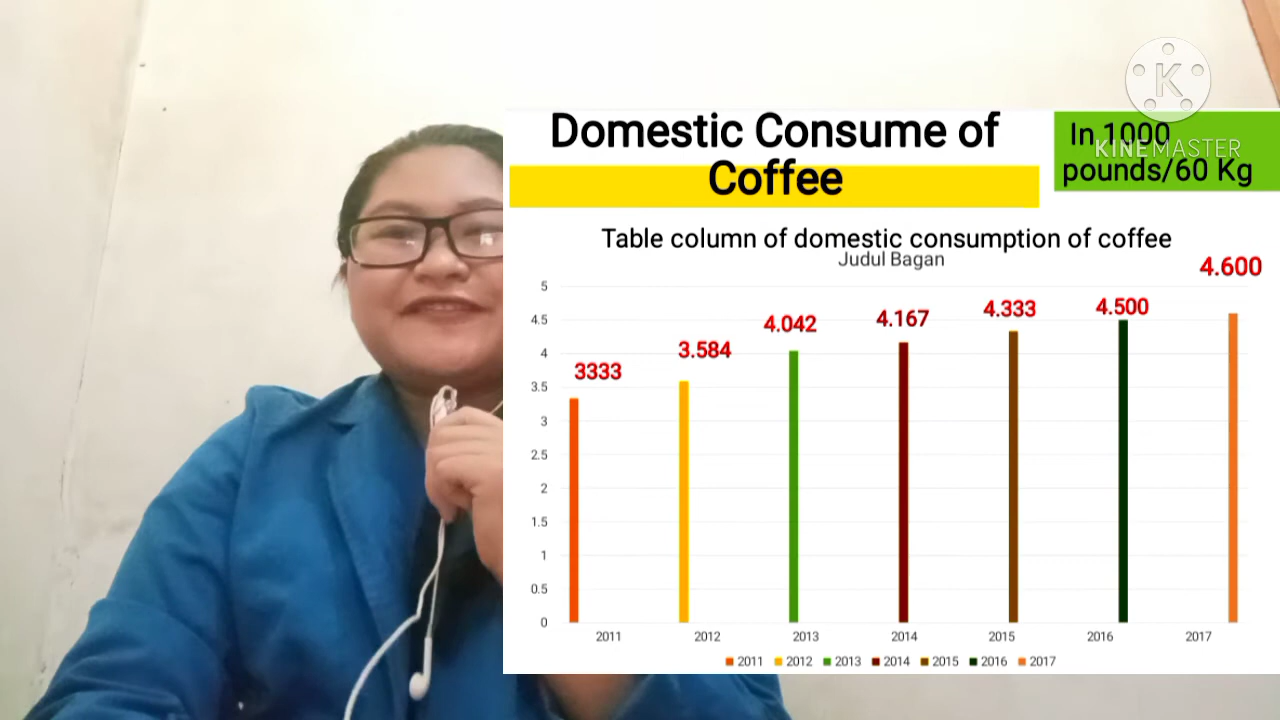 Domestic Consume of
Coffee
In 1000
pounds/60 Kg
K
KINEMASTER
Table column of domestic consumption of coffee
Judul Bagan
4.600
4.500
4.333
4.167
4.042
3.584
3333
5
4.5
4
3.5
3
2.5
2
1.5
1
0.5
0
2011 2012 2013 2014 2015 2016 2017
2011 2012 2013 2014 2015 2016 2017